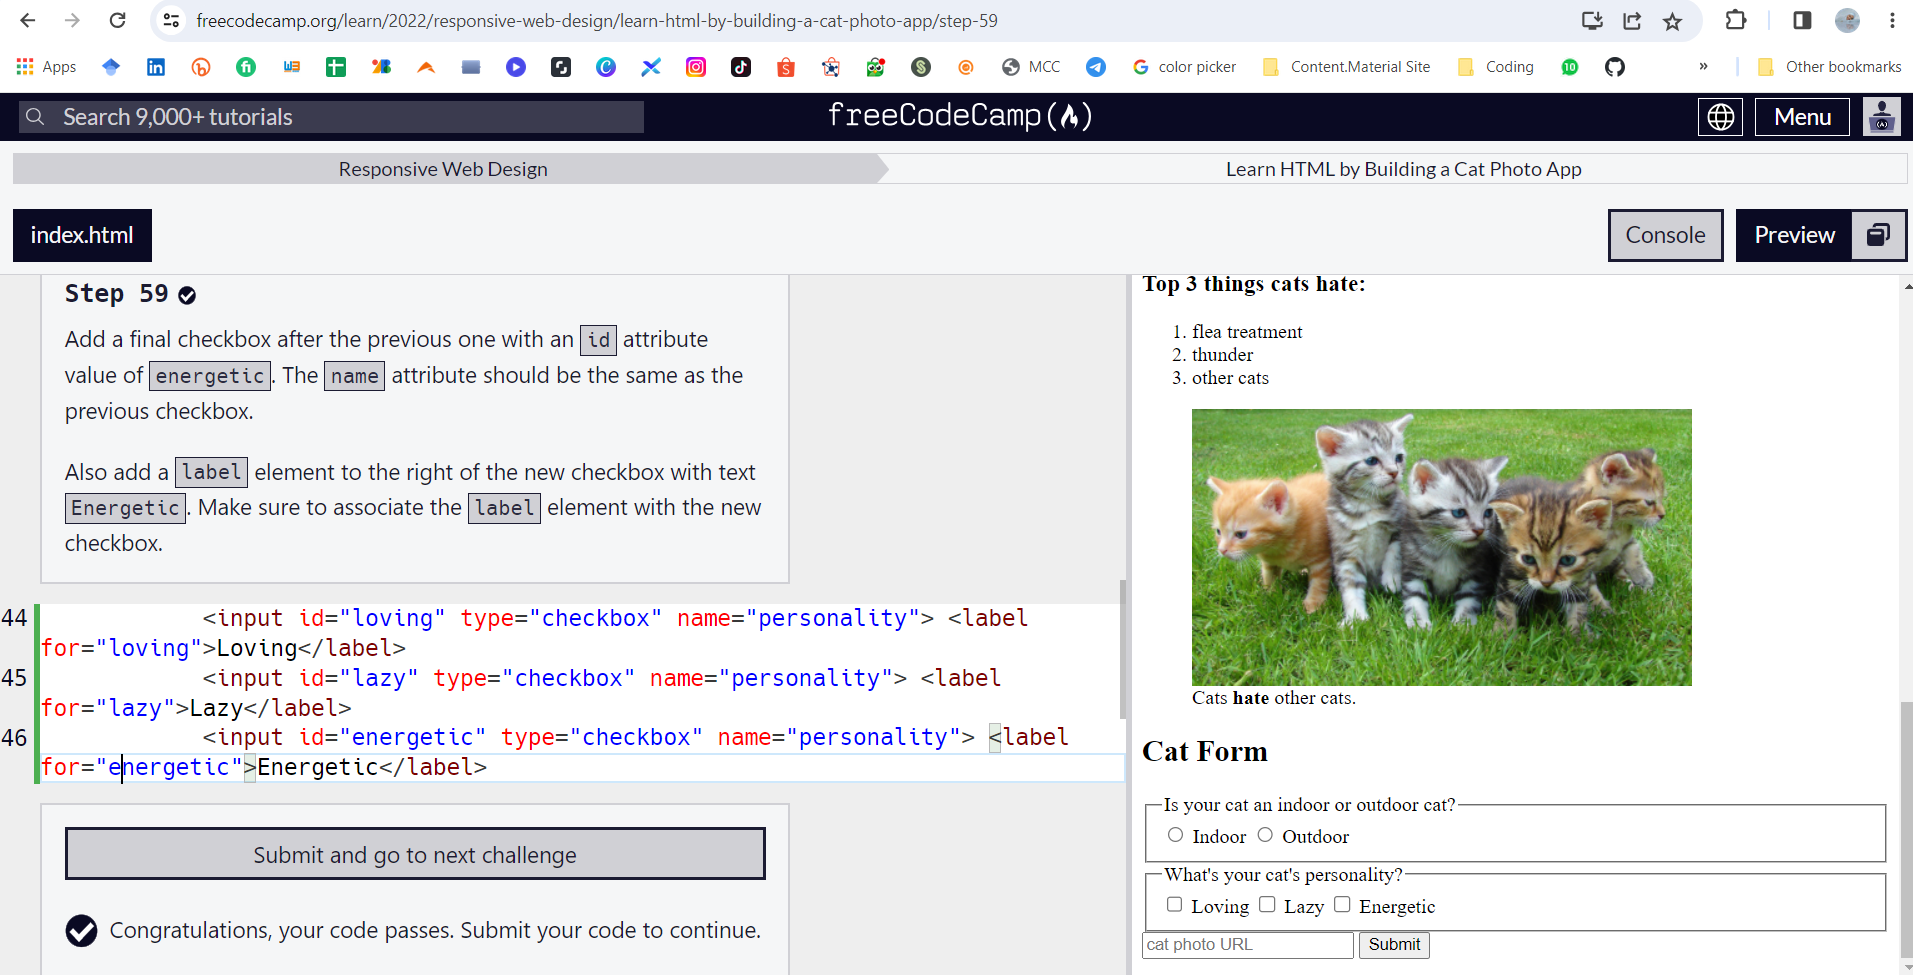 freecodecamp.org/learn/2022/responsive-web-design/learn-html-by-building-a-cat-photo-app/step-59
Apps MCC color picker Content.Material Site Coding 10 » Other bookmarks
Search 9,000+ tutorials freeCodeCamp(🔥) Menu
Responsive Web Design Learn HTML by Building a Cat Photo App
index.html Console Preview
Step 59
Add a final checkbox after the previous one with an id attribute
value of energetic. The name attribute should be the same as the
previous checkbox.
Also add a label element to the right of the new checkbox with text
Energetic. Make sure to associate the label element with the new
checkbox.
44 <input id="loving" type="checkbox" name="personality"> <label
for="loving">Loving</label>
45 <input id="lazy" type="checkbox" name="personality"> <label
for="lazy">Lazy</label>
46 <input id="energetic" type="checkbox" name="personality"> <label
for="energetic">Energetic</label>
Submit and go to next challenge
Congratulations, your code passes. Submit your code to continue.
Top 3 things cats hate:
1. flea treatment
2. thunder
3. other cats
Cats hate other cats.
Cat Form
Is your cat an indoor or outdoor cat?
Indoor Outdoor
What's your cat's personality?
Loving Lazy Energetic
cat photo URL Submit